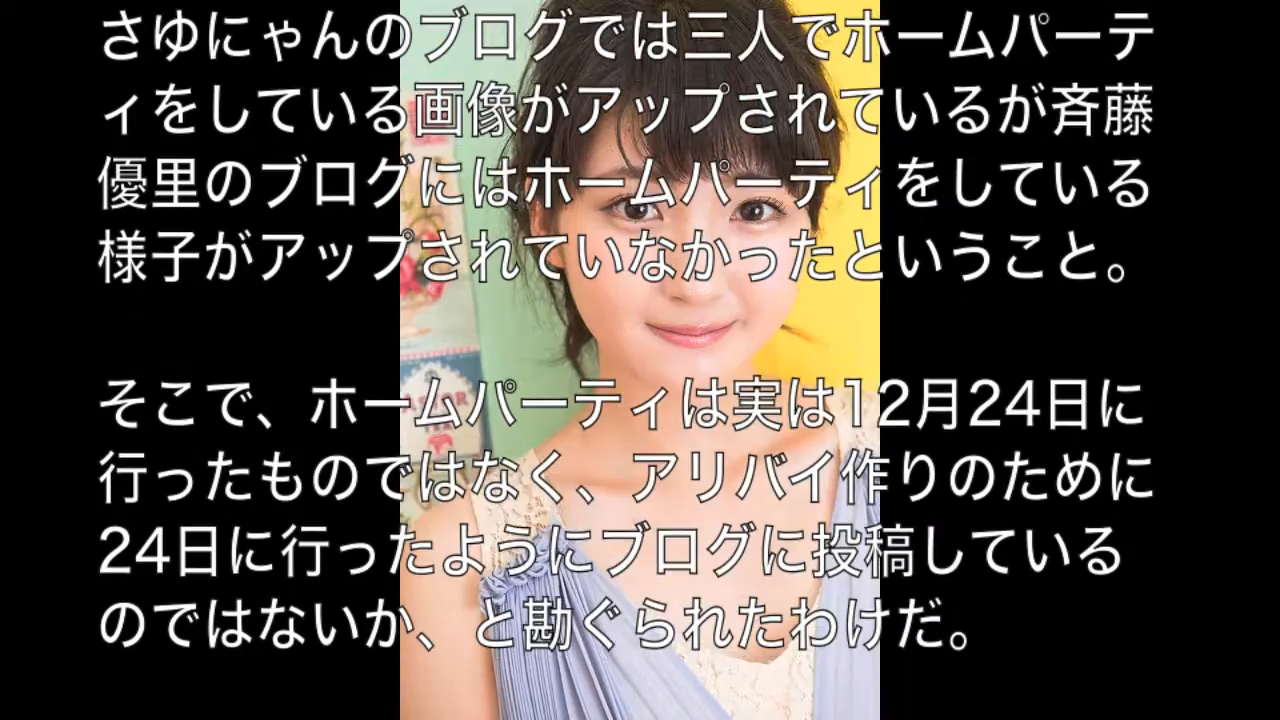 さゆにゃんのブログでは三人でホームパーテ
ィをしている画像がアップされているが斉藤
優里のブログにはホームパーティをしている
様子がアップされていなかったということ。
そこで、ホームパーティは実は12月24日に
行ったものではなく、アリバイ作りのために
24日に行ったようにブログに投稿している
のではないか、と勘ぐられたわけだ。